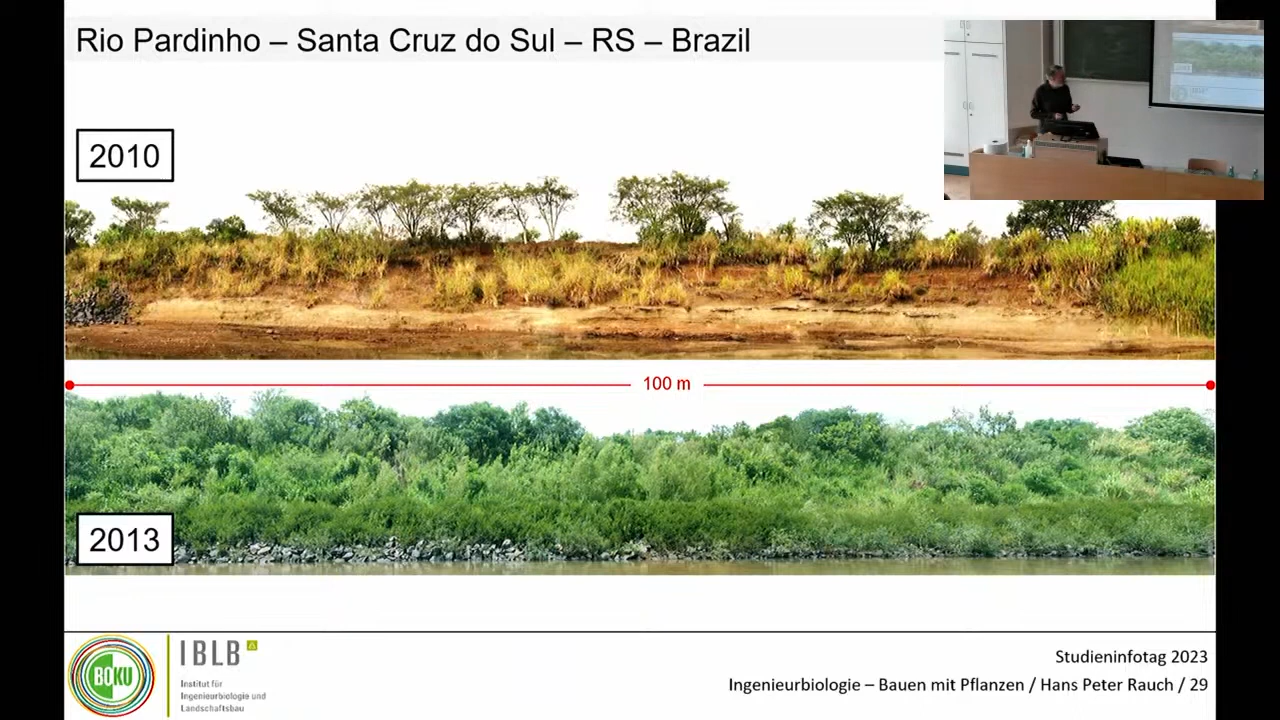 Rio Pardinho – Santa Cruz do Sul – RS – Brazil
2010
100 m
2013
BOKU
IBLB
Institut für
Ingenieurbiologie und
Landschaftsbau
Studieninfotag 2023
Ingenieurbiologie – Bauen mit Pflanzen / Hans Peter Rauch / 29